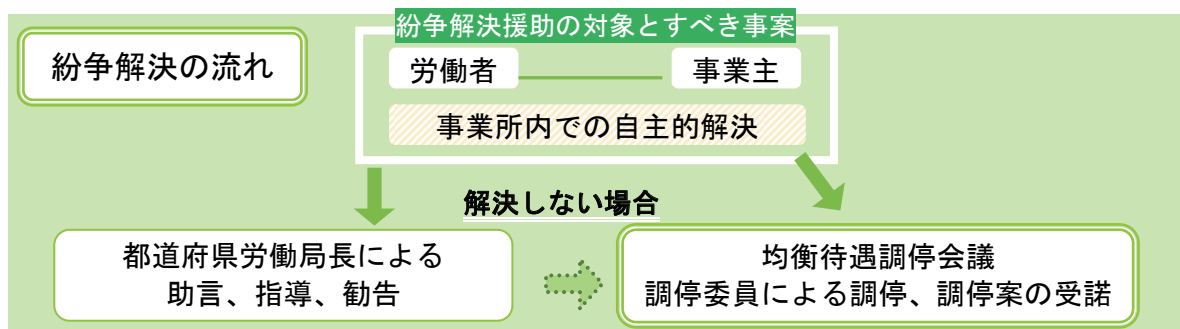 紛争解決の流れ
紛争解決援助の対象とすべき事案
労働者
事業主
事業所内での自主的解決
解決しない場合
都道府県労働局長による
助言、指導、勧告
均衡待遇調停会議
調停委員による調停、調停案の受諾